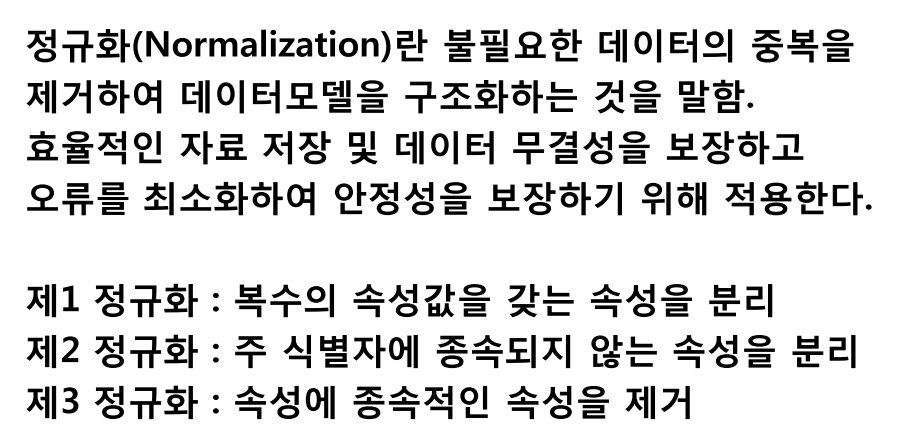 정규화(Normalization)란 불필요한 데이터의 중복을
제거하여 데이터모델을 구조화하는 것을 말함.
효율적인 자료 저장 및 데이터 무결성을 보장하고
오류를 최소화하여 안정성을 보장하기 위해 적용한다.
제1 정규화 : 복수의 속성값을 갖는 속성을 분리
제2 정규화 : 주 식별자에 종속되지 않는 속성을 분리
제3 정규화 : 속성에 종속적인 속성을 제거